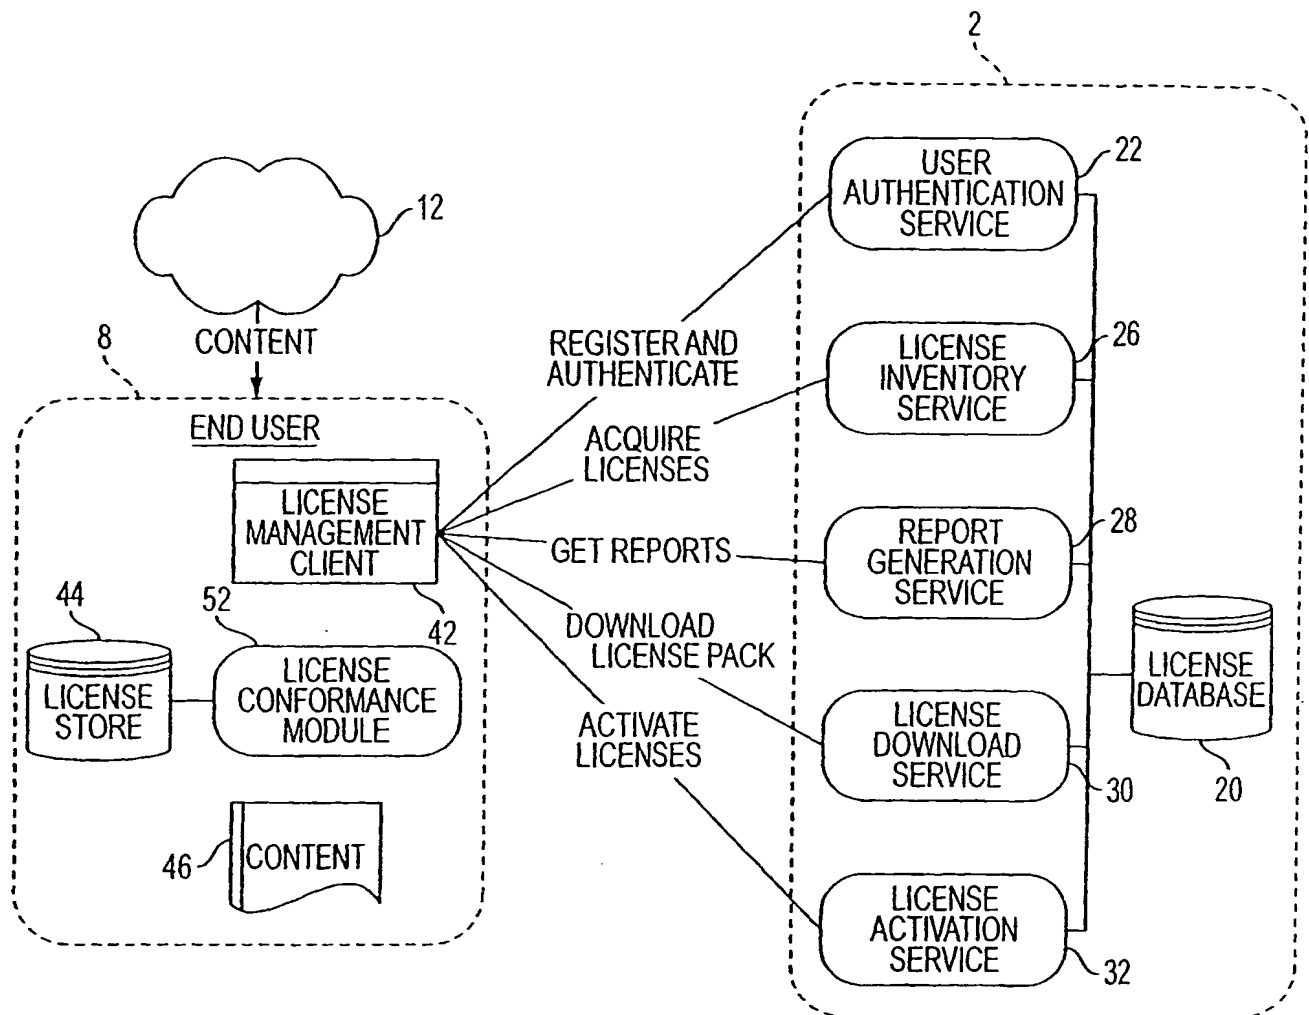 2
12
CONTENT
8
END USER
LICENSE
MANAGEMENT
CLIENT
42
44
LICENSE
STORE
52
LICENSE
CONFORMANCE
MODULE
46
CONTENT
REGISTER AND
AUTHENTICATE
ACQUIRE
LICENSES
GET REPORTS
DOWNLOAD
LICENSE PACK
ACTIVATE
LICENSES
USER
AUTHENTICATION
SERVICE
22
LICENSE
INVENTORY
SERVICE
26
REPORT
GENERATION
SERVICE
28
LICENSE
DOWNLOAD
SERVICE
30
LICENSE
ACTIVATION
SERVICE
32
LICENSE
DATABASE
20